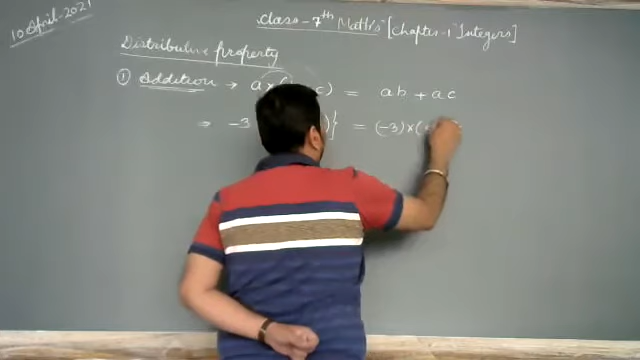 10 April-2021
Class-7th Maths [Chapter-1 Integers]
Distributive property
① Addition → a×( c) = ab + ac
⇒ -3 )} = (-3)×(